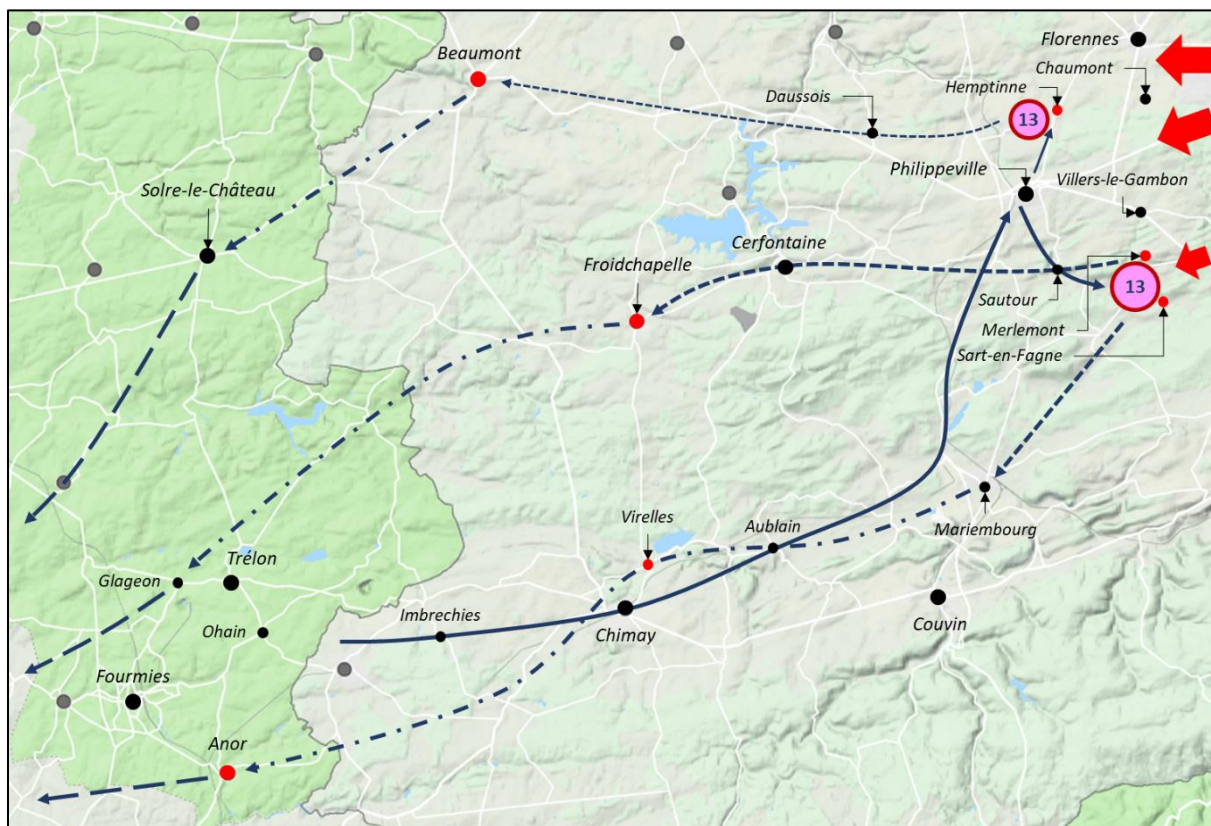 Florennes
Beaumont
Chaumont
Hemptinne
Daussois
13
Philippeville
Villers-le-Gambon
Solre-le-Château
Cerfontaine
Froidchapelle
13
Sautour
Merlemont
Sart-en-Fagne
Virelles
Aublain
Mariembourg
Trélon
Glageon
Imbrechies
Ohain
Chimay
Couvin
Fourmies
Anor